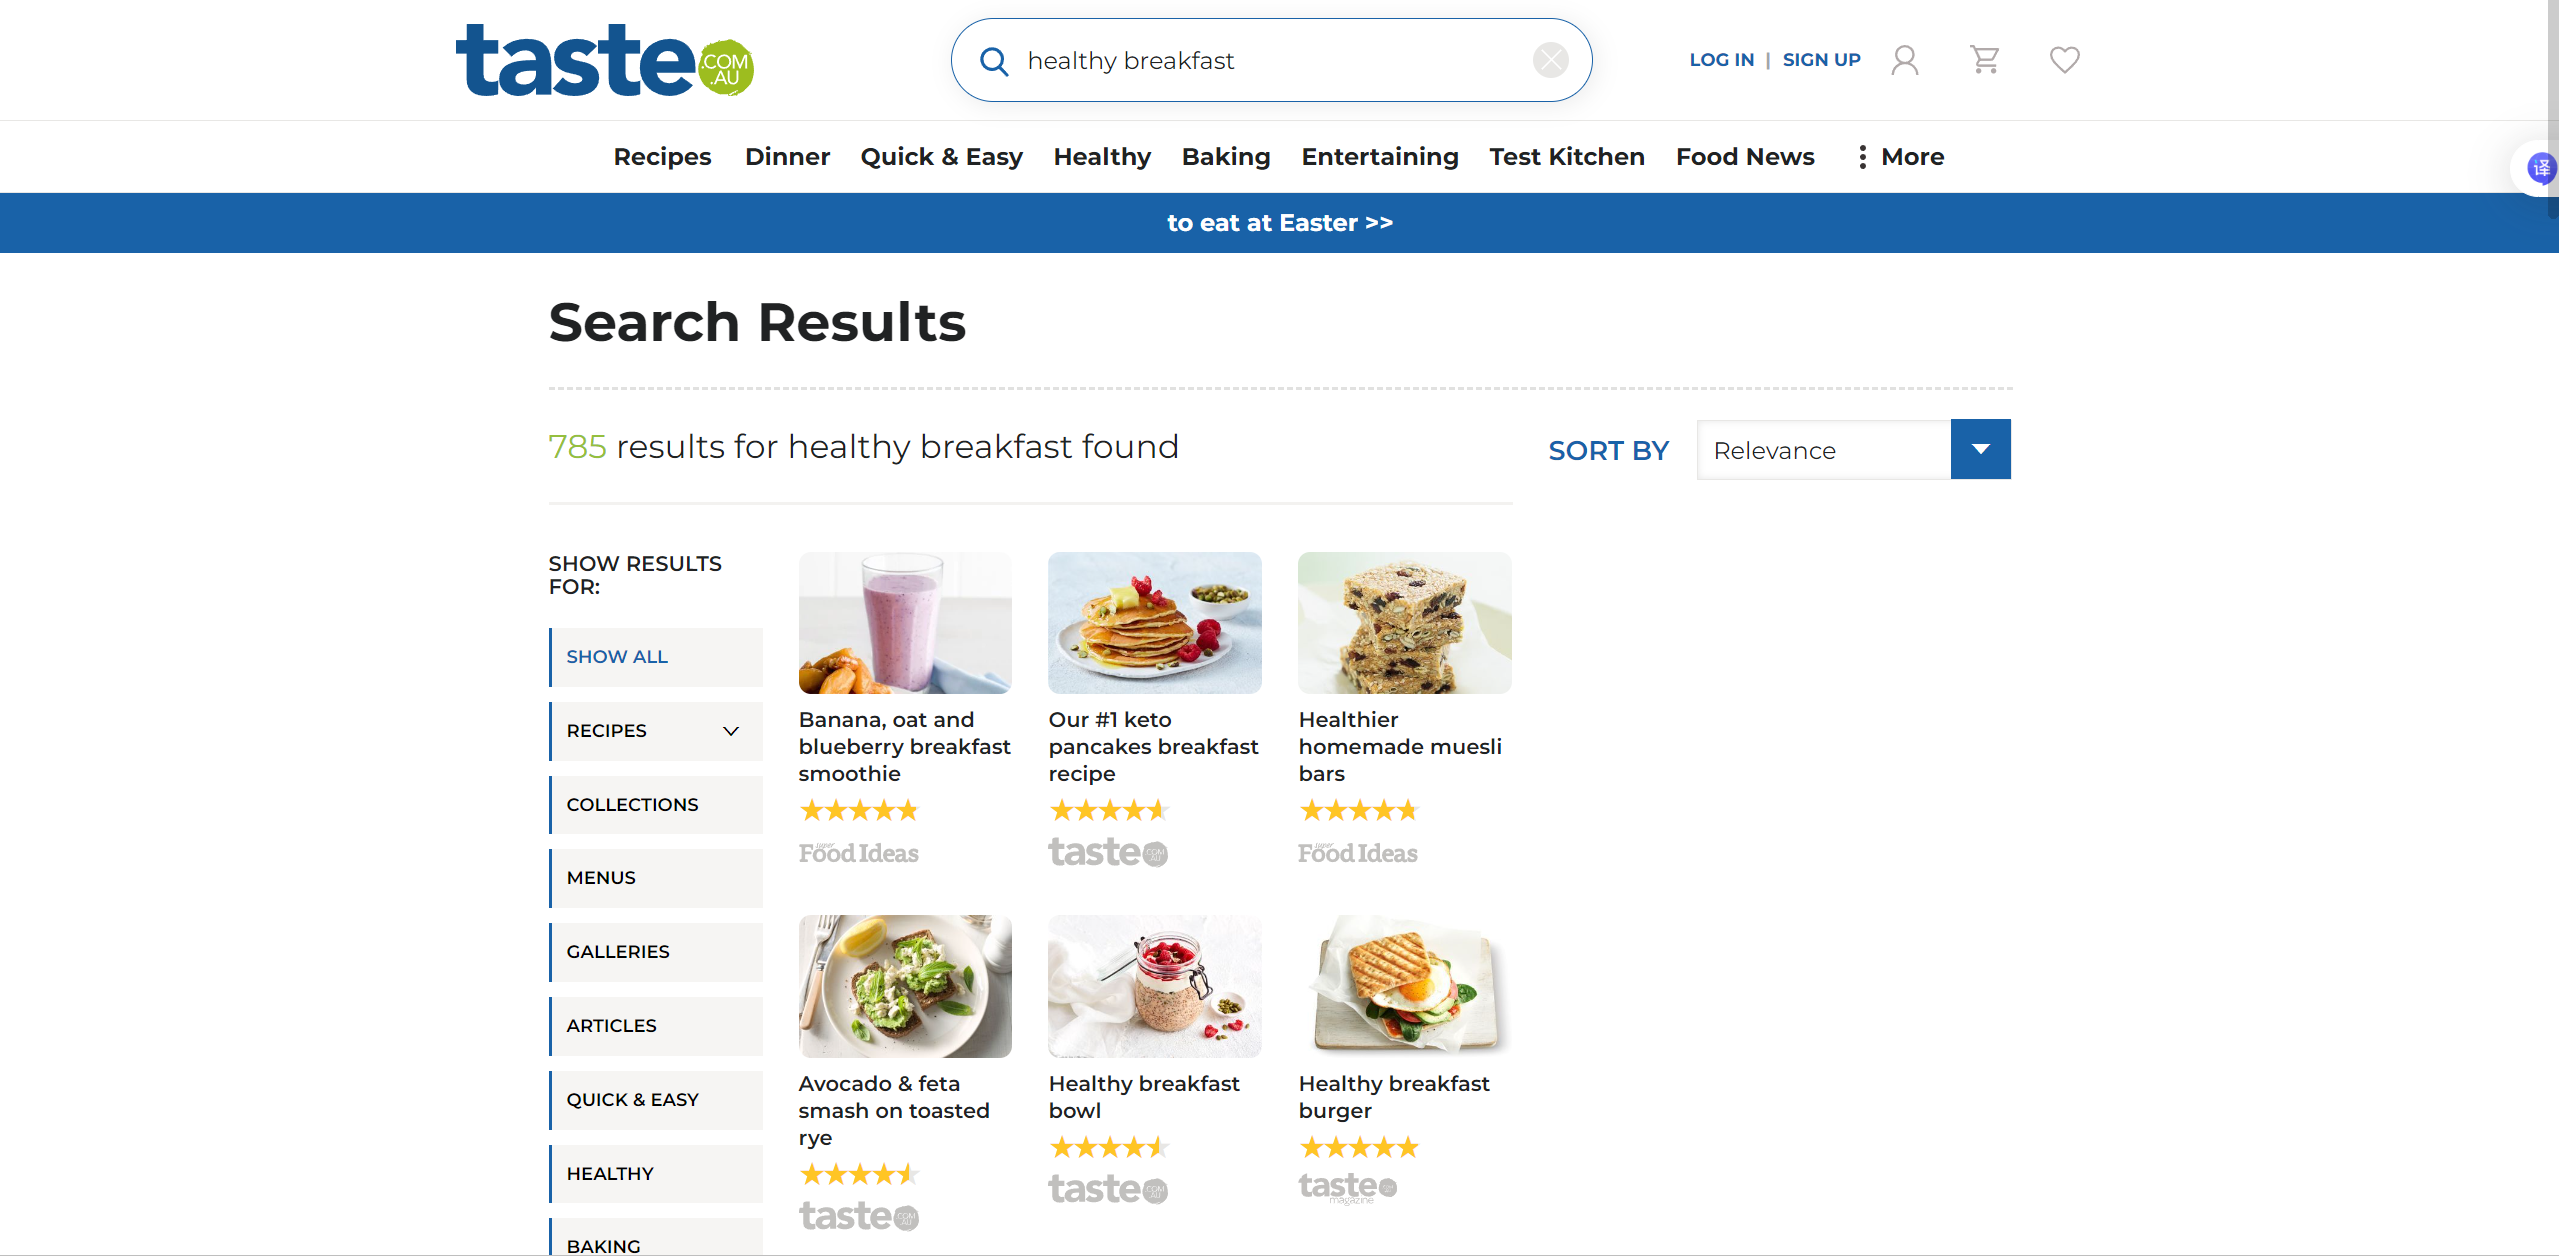 taste.COM.AU
healthy breakfast
LOG IN | SIGN UP
Recipes Dinner Quick & Easy Healthy Baking Entertaining Test Kitchen Food News More
译
to eat at Easter >>
Search Results
785 results for healthy breakfast found
SORT BY Relevance
SHOW RESULTS
FOR:
SHOW ALL
RECIPES
COLLECTIONS
MENUS
GALLERIES
ARTICLES
QUICK & EASY
HEALTHY
BAKING
Banana, oat and
blueberry breakfast
smoothie
super Food Ideas
Our #1 keto
pancakes breakfast
recipe
taste.COM.AU
Healthier
homemade muesli
bars
super Food Ideas
Avocado & feta
smash on toasted
rye
taste.COM.AU
Healthy breakfast
bowl
taste.COM.AU
Healthy breakfast
burger
taste
magazine